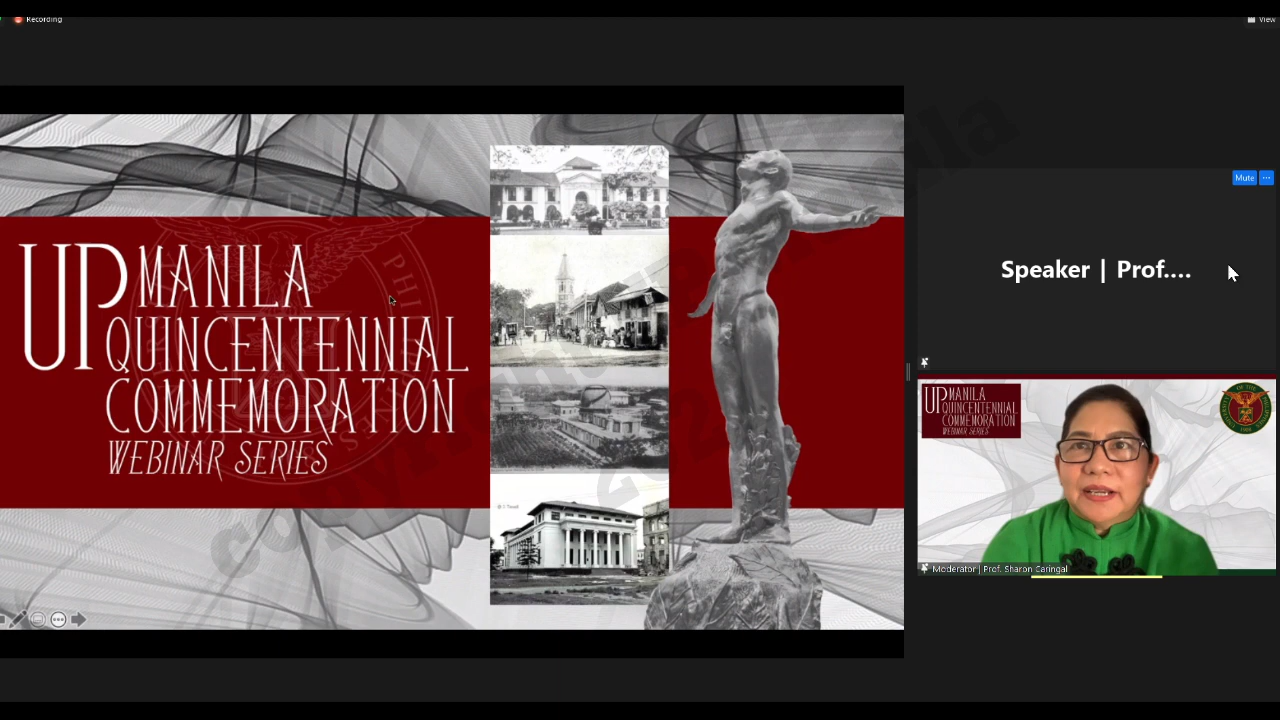 Recording
View
UP MANILA
QUINCENTENNIAL
COMMEMORATION
WEBINAR SERIES
Mute
Speaker | Prof....
UP MANILA
QUINCENTENNIAL
COMMEMORATION
WEBINAR SERIES
Moderator | Prof. Sharon Caringal